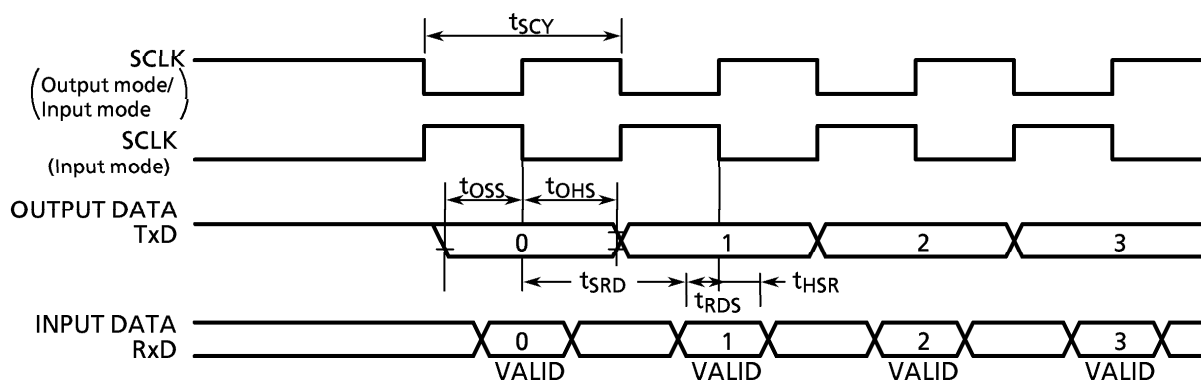 tSCY
SCLK
(Output mode/
Input mode)
SCLK
(Input mode)
tOSS tOHS
OUTPUT DATA
TxD
0 1 2 3
tSRD tRDS tHSR
INPUT DATA
RxD
0 1 2 3
VALID VALID VALID VALID